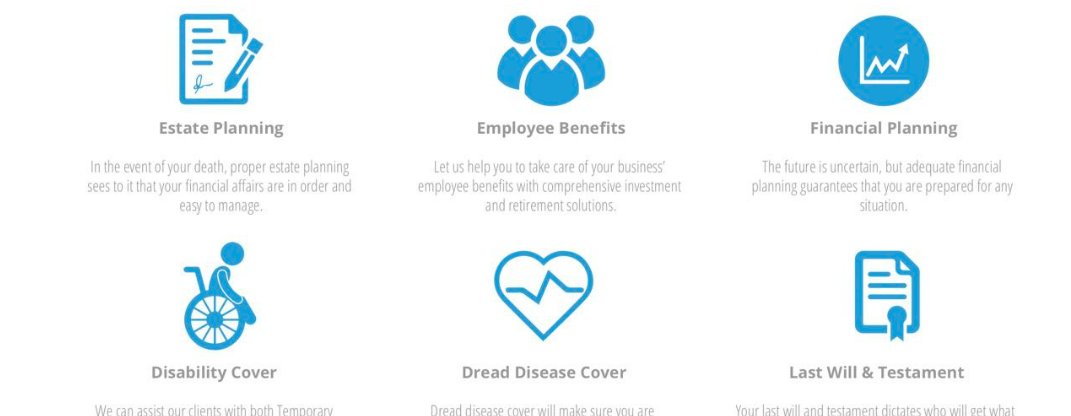 Estate Planning
Employee Benefits
Financial Planning
In the event of your death, proper estate planning
sees to it that your financial affairs are in order and
easy to manage.
Let us help you to take care of your business’
employee benefits with comprehensive investment
and retirement solutions.
The future is uncertain, but adequate financial
planning guarantees that you are prepared for any
situation.
Disability Cover
Dread Disease Cover
Last Will & Testament
We can assist our clients with both Temporary
Dread disease cover will make sure you are
Your last will and testament dictates who will get what